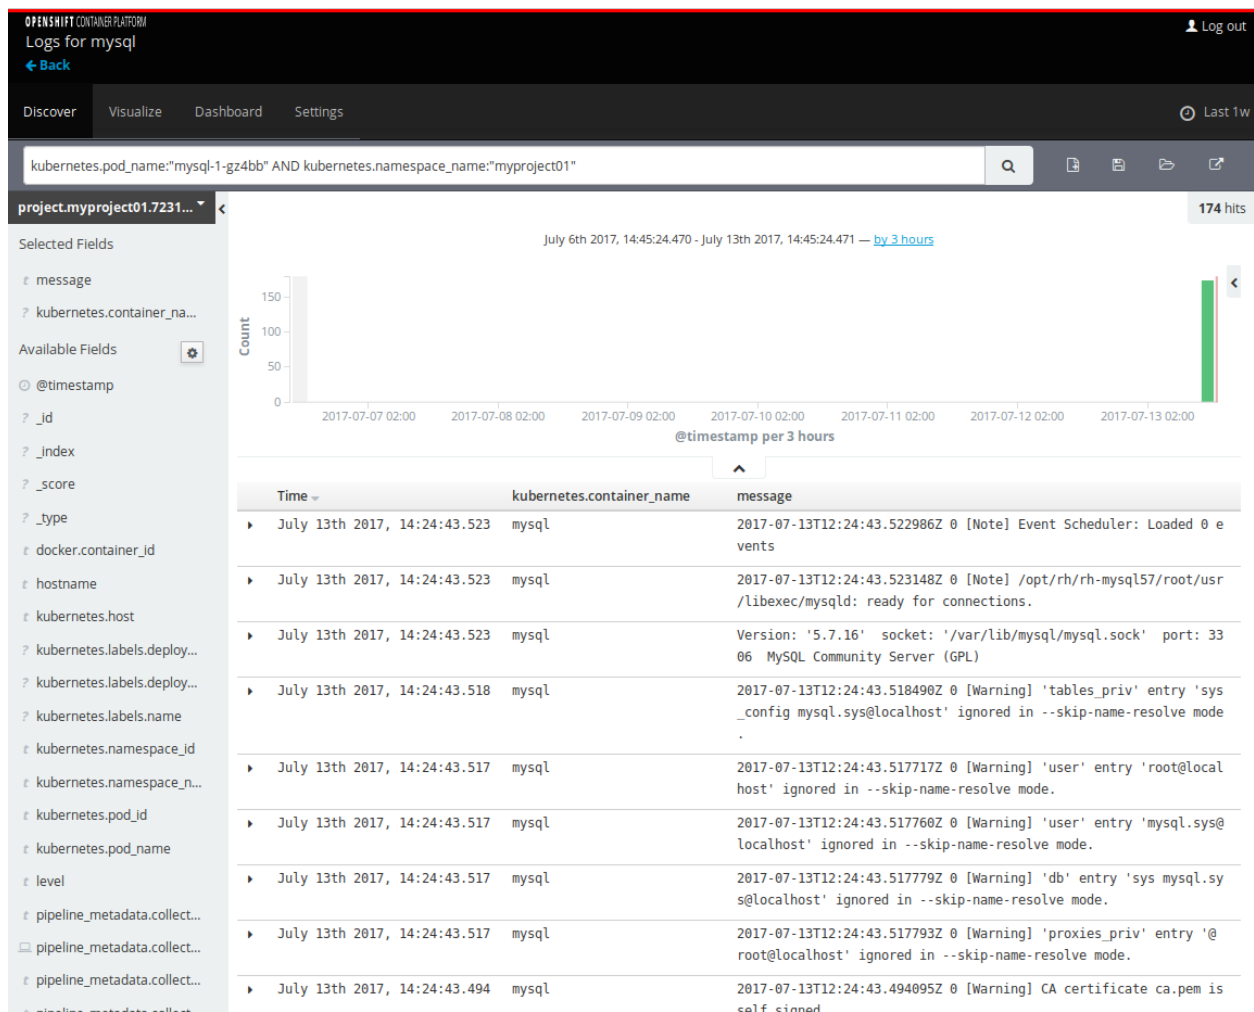 OPENSHIFT CONTAINER PLATFORM
Logs for mysql
Back
Log out
Discover Visualize Dashboard Settings
Last 1w
kubernetes.pod_name:"mysql-1-gz4bb" AND kubernetes.namespace_name:"myproject01"
project.myproject01.7231...
174 hits
Selected Fields
t message
? kubernetes.container_na...
Available Fields
@timestamp
? _id
? _index
? _score
? _type
t docker.container_id
t hostname
t kubernetes.host
? kubernetes.labels.deploy...
? kubernetes.labels.deploy...
? kubernetes.labels.name
t kubernetes.namespace_id
t kubernetes.namespace_n...
t kubernetes.pod_id
t kubernetes.pod_name
t level
t pipeline_metadata.collect...
pipeline_metadata.collect...
t pipeline_metadata.collect...
t pipeline_metadata.collect...
July 6th 2017, 14:45:24.470 - July 13th 2017, 14:45:24.471 — by 3 hours
Count
150
100
50
0
2017-07-07 02:00 2017-07-08 02:00 2017-07-09 02:00 2017-07-10 02:00 2017-07-11 02:00 2017-07-12 02:00 2017-07-13 02:00
@timestamp per 3 hours
Time kubernetes.container_name message
July 13th 2017, 14:24:43.523 mysql 2017-07-13T12:24:43.522986Z 0 [Note] Event Scheduler: Loaded 0 e
vents
July 13th 2017, 14:24:43.523 mysql 2017-07-13T12:24:43.523148Z 0 [Note] /opt/rh/rh-mysql57/root/usr
/libexec/mysqld: ready for connections.
July 13th 2017, 14:24:43.523 mysql Version: '5.7.16' socket: '/var/lib/mysql/mysql.sock' port: 33
06 MySQL Community Server (GPL)
July 13th 2017, 14:24:43.518 mysql 2017-07-13T12:24:43.518490Z 0 [Warning] 'tables_priv' entry 'sys
_config mysql.sys@localhost' ignored in --skip-name-resolve mode
.
July 13th 2017, 14:24:43.517 mysql 2017-07-13T12:24:43.517717Z 0 [Warning] 'user' entry 'root@local
host' ignored in --skip-name-resolve mode.
July 13th 2017, 14:24:43.517 mysql 2017-07-13T12:24:43.517760Z 0 [Warning] 'user' entry 'mysql.sys@
localhost' ignored in --skip-name-resolve mode.
July 13th 2017, 14:24:43.517 mysql 2017-07-13T12:24:43.517779Z 0 [Warning] 'db' entry 'sys mysql.sy
s@localhost' ignored in --skip-name-resolve mode.
July 13th 2017, 14:24:43.517 mysql 2017-07-13T12:24:43.517793Z 0 [Warning] 'proxies_priv' entry '@
root@localhost' ignored in --skip-name-resolve mode.
July 13th 2017, 14:24:43.494 mysql 2017-07-13T12:24:43.494095Z 0 [Warning] CA certificate ca.pem is
self signed